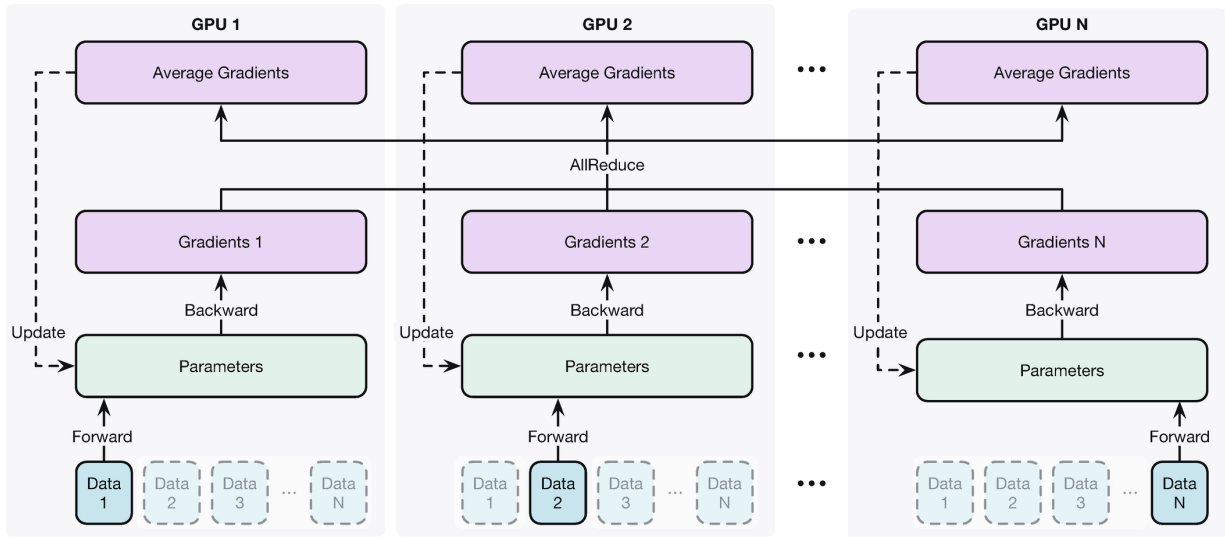 GPU 1 GPU 2 GPU N
Average Gradients Average Gradients ... Average Gradients
AllReduce
Gradients 1 Gradients 2 ... Gradients N
Backward Backward Backward
Update Update Update
Parameters Parameters ... Parameters
Forward Forward Forward
Data 1 Data 2 Data 3 ... Data N
Data 1 Data 2 Data 3 ... Data N
...
Data 1 Data 2 Data 3 ... Data N